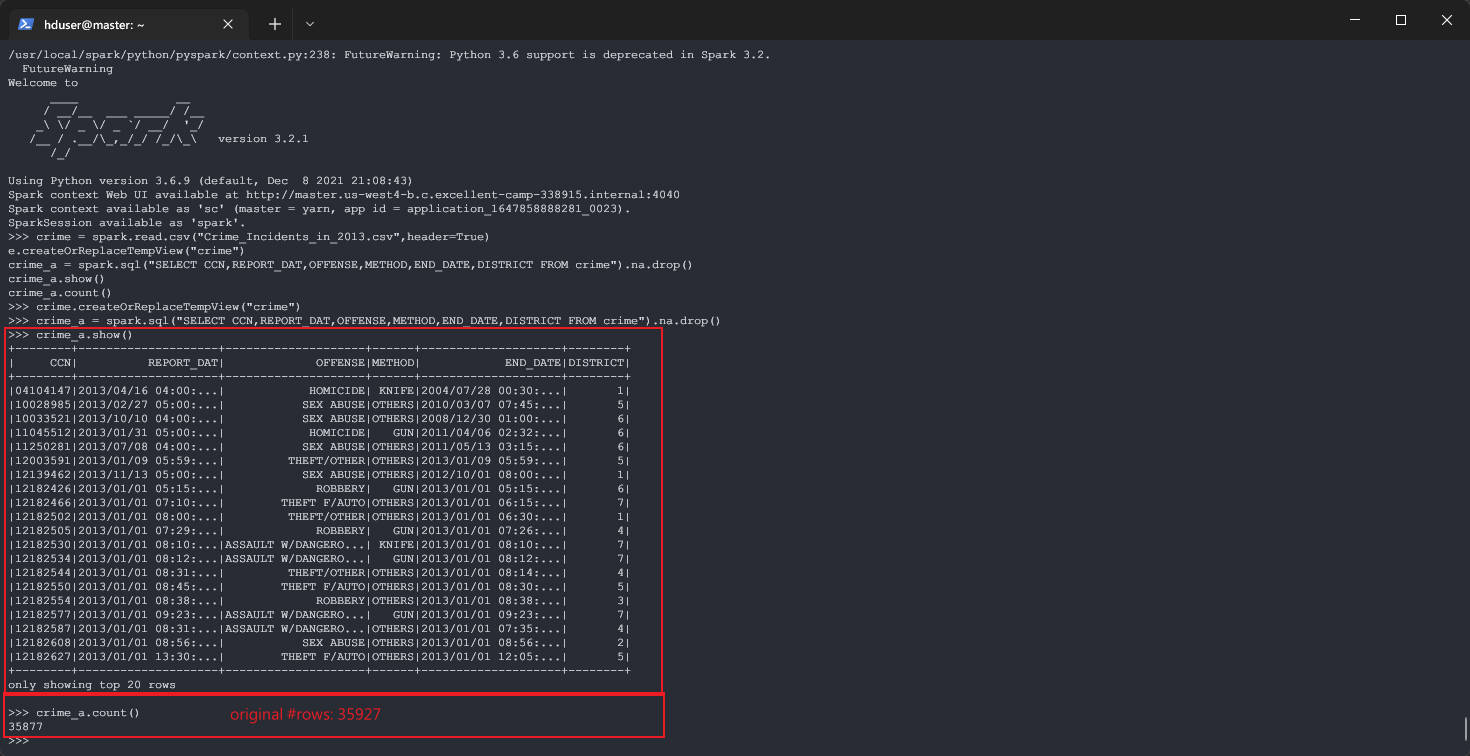 hduser@master: ~
/usr/local/spark/python/pyspark/context.py:238: FutureWarning: Python 3.6 support is deprecated in Spark 3.2.
  FutureWarning
Welcome to
      ____              __
     / __/__  ___ _____/ /__
    _\ \/ _ \/ _ `/ __/  '_/
   /__ / .__/\_,_/_/ /_/\_\   version 3.2.1
      /_/
Using Python version 3.6.9 (default, Dec  8 2021 21:08:43)
Spark context Web UI available at http://master.us-west4-b.c.excellent-camp-338915.internal:4040
Spark context available as 'sc' (master = yarn, app id = application_1647858888281_0023).
SparkSession available as 'spark'.
>>> crime = spark.read.csv("Crime_Incidents_in_2013.csv",header=True)
e.createOrReplaceTempView("crime")
crime_a = spark.sql("SELECT CCN,REPORT_DAT,OFFENSE,METHOD,END_DATE,DISTRICT FROM crime").na.drop()
crime_a.show()
crime_a.count()
>>> crime.createOrReplaceTempView("crime")
>>> crime_a = spark.sql("SELECT CCN,REPORT_DAT,OFFENSE,METHOD,END_DATE,DISTRICT FROM crime").na.drop()
>>> crime_a.show()
+--------+--------------------+--------------------+------+--------------------+--------+
|     CCN|          REPORT_DAT|             OFFENSE|METHOD|            END_DATE|DISTRICT|
+--------+--------------------+--------------------+------+--------------------+--------+
|04104147|2013/04/16 04:00:...|            HOMICIDE| KNIFE|2004/07/28 00:30:...|       1|
|10028985|2013/02/27 05:00:...|           SEX ABUSE|OTHERS|2010/03/07 07:45:...|       5|
|10033521|2013/10/10 04:00:...|           SEX ABUSE|OTHERS|2008/12/30 01:00:...|       6|
|11045512|2013/01/31 05:00:...|            HOMICIDE|   GUN|2011/04/06 02:32:...|       6|
|11250281|2013/07/08 04:00:...|           SEX ABUSE|OTHERS|2011/05/13 03:15:...|       6|
|12003591|2013/01/09 05:59:...|         THEFT/OTHER|OTHERS|2013/01/09 05:59:...|       5|
|12139462|2013/11/13 05:00:...|           SEX ABUSE|OTHERS|2012/10/01 08:00:...|       1|
|12182426|2013/01/01 05:15:...|             ROBBERY|   GUN|2013/01/01 05:15:...|       6|
|12182466|2013/01/01 07:10:...|        THEFT F/AUTO|OTHERS|2013/01/01 06:15:...|       7|
|12182502|2013/01/01 08:00:...|         THEFT/OTHER|OTHERS|2013/01/01 06:30:...|       1|
|12182505|2013/01/01 07:29:...|             ROBBERY|   GUN|2013/01/01 07:26:...|       4|
|12182530|2013/01/01 08:10:...|ASSAULT W/DANGERO...| KNIFE|2013/01/01 08:10:...|       7|
|12182534|2013/01/01 08:12:...|ASSAULT W/DANGERO...|   GUN|2013/01/01 08:12:...|       7|
|12182544|2013/01/01 08:31:...|         THEFT/OTHER|OTHERS|2013/01/01 08:14:...|       4|
|12182550|2013/01/01 08:45:...|        THEFT F/AUTO|OTHERS|2013/01/01 08:30:...|       5|
|12182554|2013/01/01 08:38:...|             ROBBERY|OTHERS|2013/01/01 08:38:...|       3|
|12182577|2013/01/01 09:23:...|ASSAULT W/DANGERO...|   GUN|2013/01/01 09:23:...|       7|
|12182587|2013/01/01 08:31:...|ASSAULT W/DANGERO...|OTHERS|2013/01/01 07:35:...|       4|
|12182608|2013/01/01 08:56:...|           SEX ABUSE|OTHERS|2013/01/01 08:56:...|       2|
|12182627|2013/01/01 13:30:...|        THEFT F/AUTO|OTHERS|2013/01/01 12:05:...|       5|
+--------+--------------------+--------------------+------+--------------------+--------+
only showing top 20 rows
>>> crime_a.count() original #rows: 35927
35877
>>>